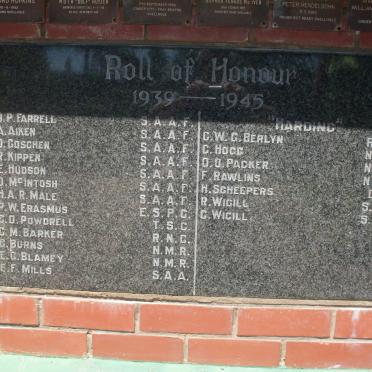 Roll of Honour
1939 — 1945
H.P. FARRELL S.A.A.F.
A. AIKEN S.A.A.F.
D. GOSCHEN S.A.A.F.
R. KIPPEN S.A.A.F.
E. HUDSON S.A.A.F.
D. McINTOSH S.A.A.F.
H.A.R. MALE S.A.A.F.
P.W. ERASMUS E.S.P.C.
C.D. POWDRELL T.S.C.
C.M. BARKER R.N.C.
C. BURNS N.M.R.
E.C. BLAMEY N.M.R.
E.F. MILLS S.A.A.
"HARDING"
C.W.G. BERLYN
C. HOGG
D.O. PACKER
F. RAWLINS
H. SCHEEPERS
R. WIGILL
C. WIGILL